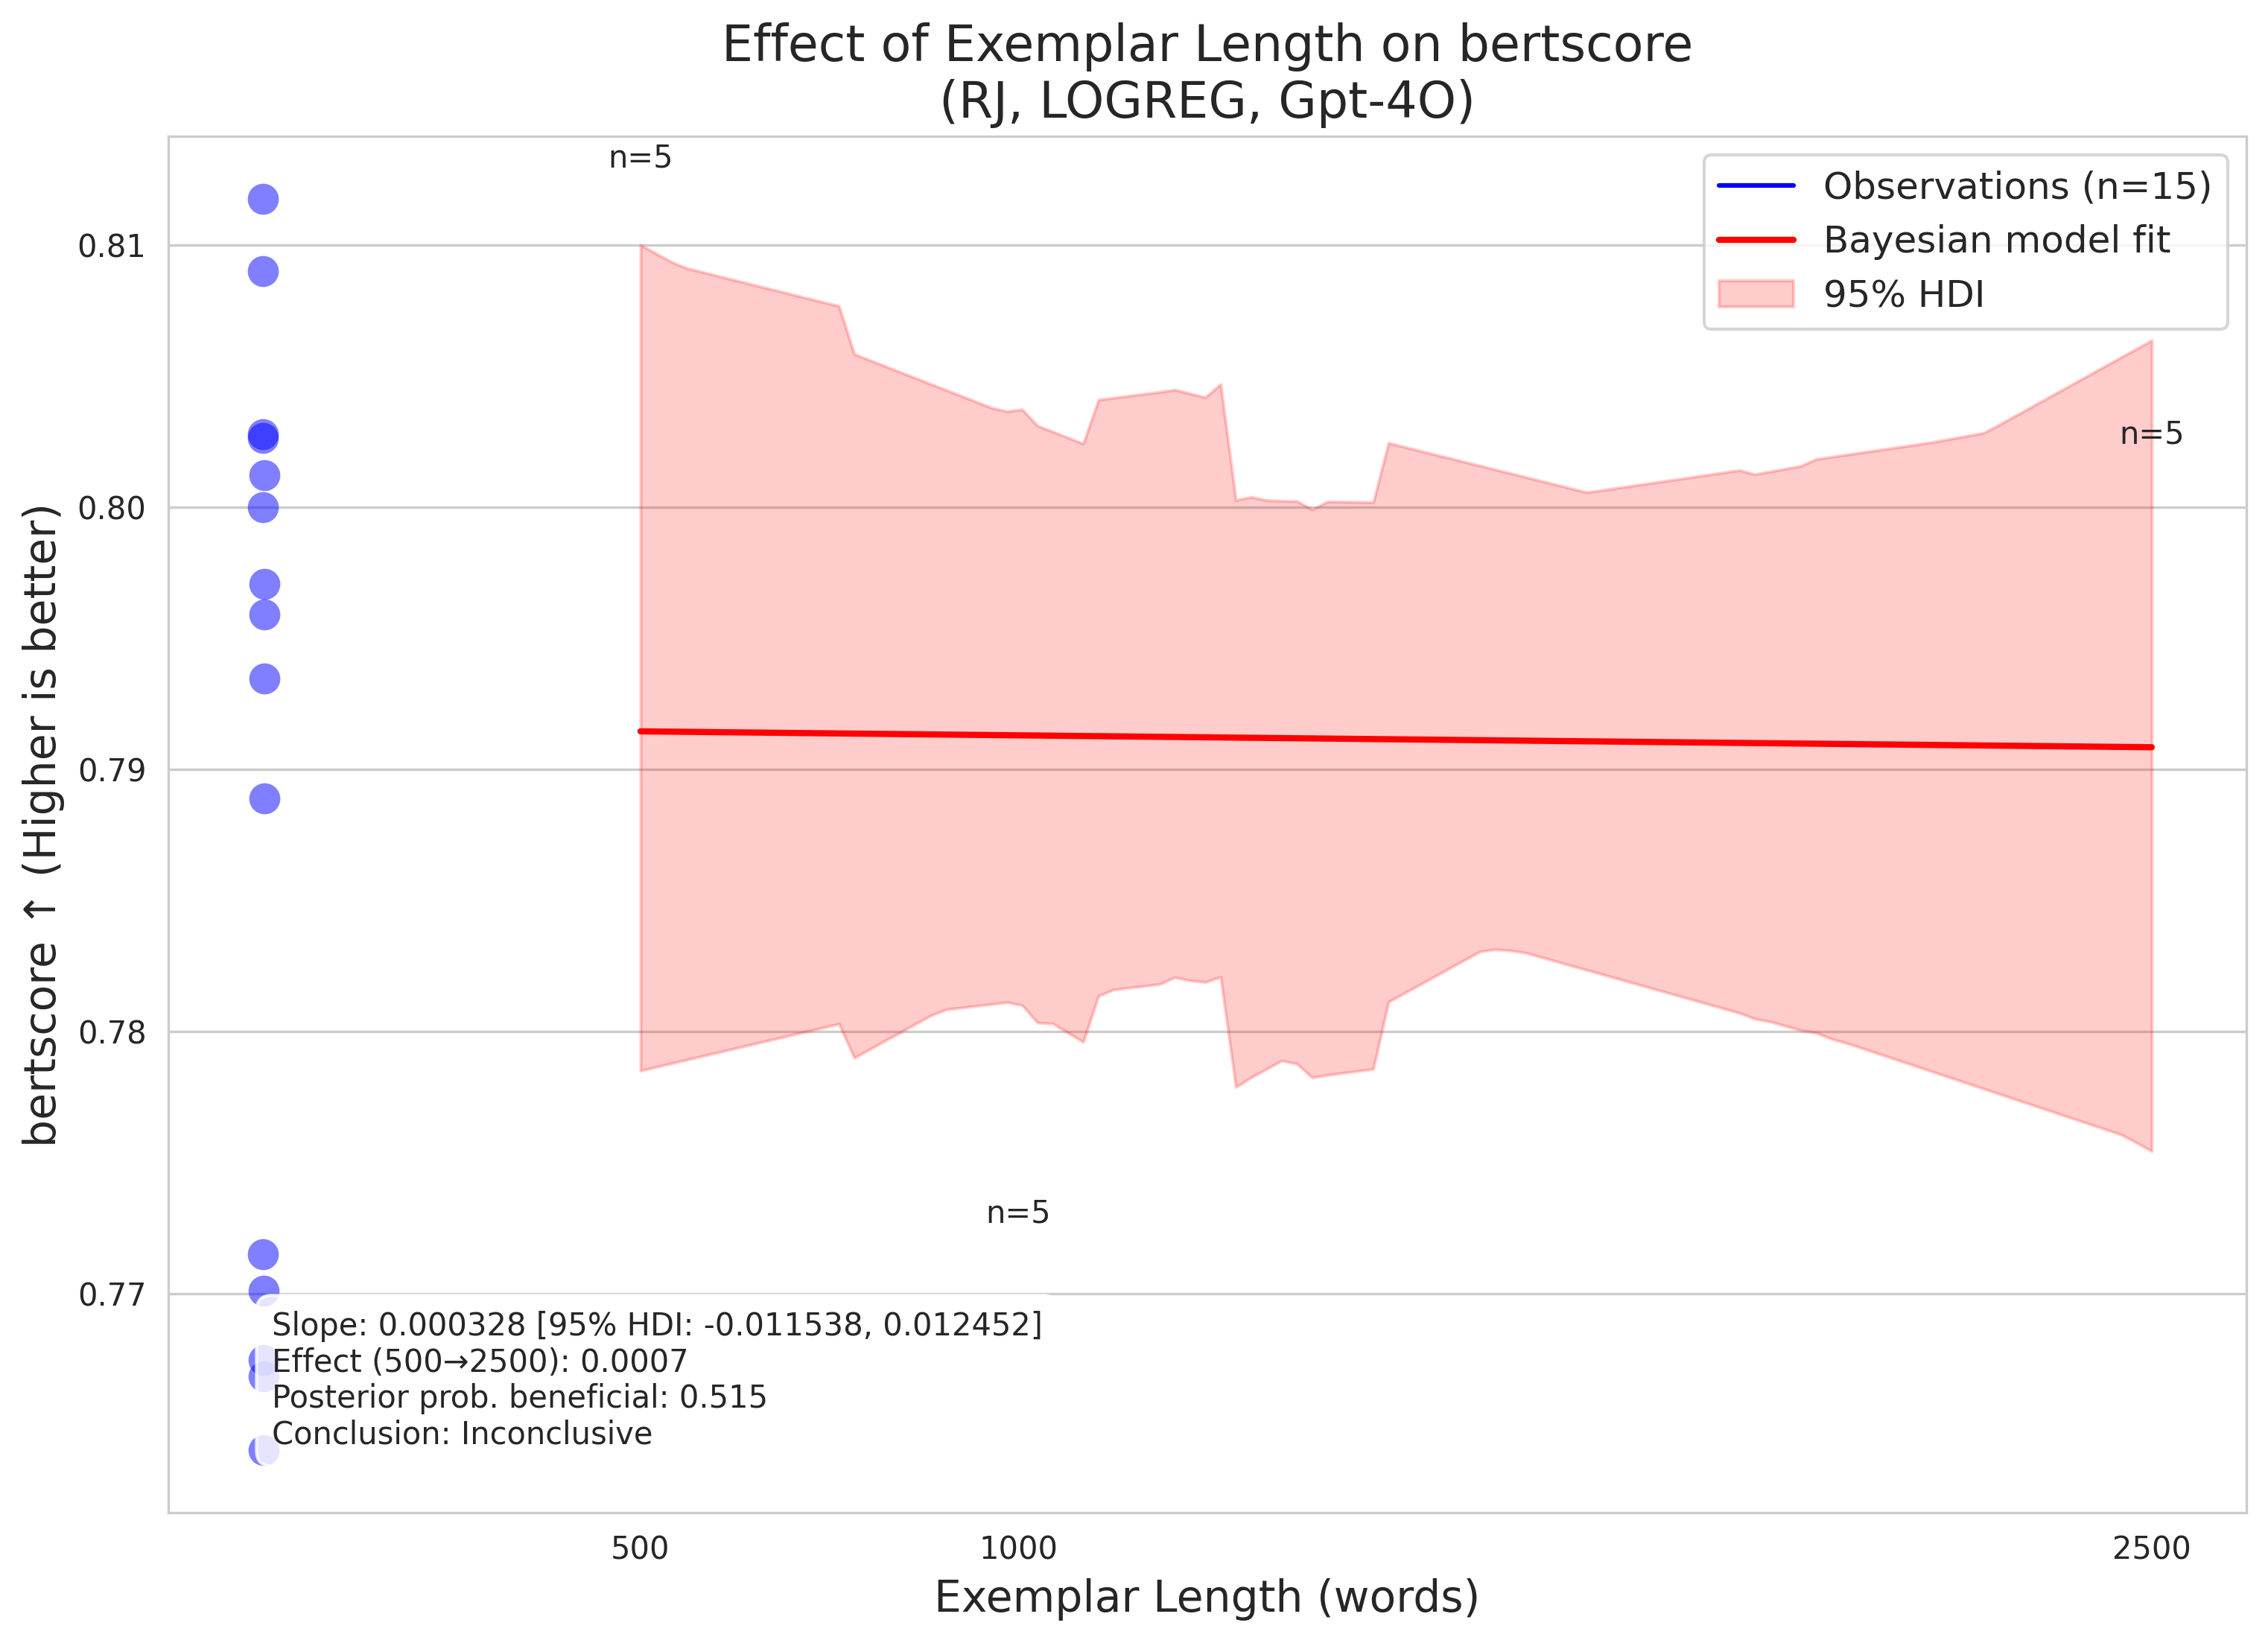 Effect of Exemplar Length on bertscore
(RJ, LOGREG, Gpt-4O)
n=5
Observations (n=15)
Bayesian model fit
95% HDI
n=5
n=5
0.81
0.80
0.79
0.78
0.77
bertscore ↑ (Higher is better)
Slope: 0.000328 [95% HDI: -0.011538, 0.012452]
Effect (500→2500): 0.0007
Posterior prob. beneficial: 0.515
Conclusion: Inconclusive
500
1000
2500
Exemplar Length (words)